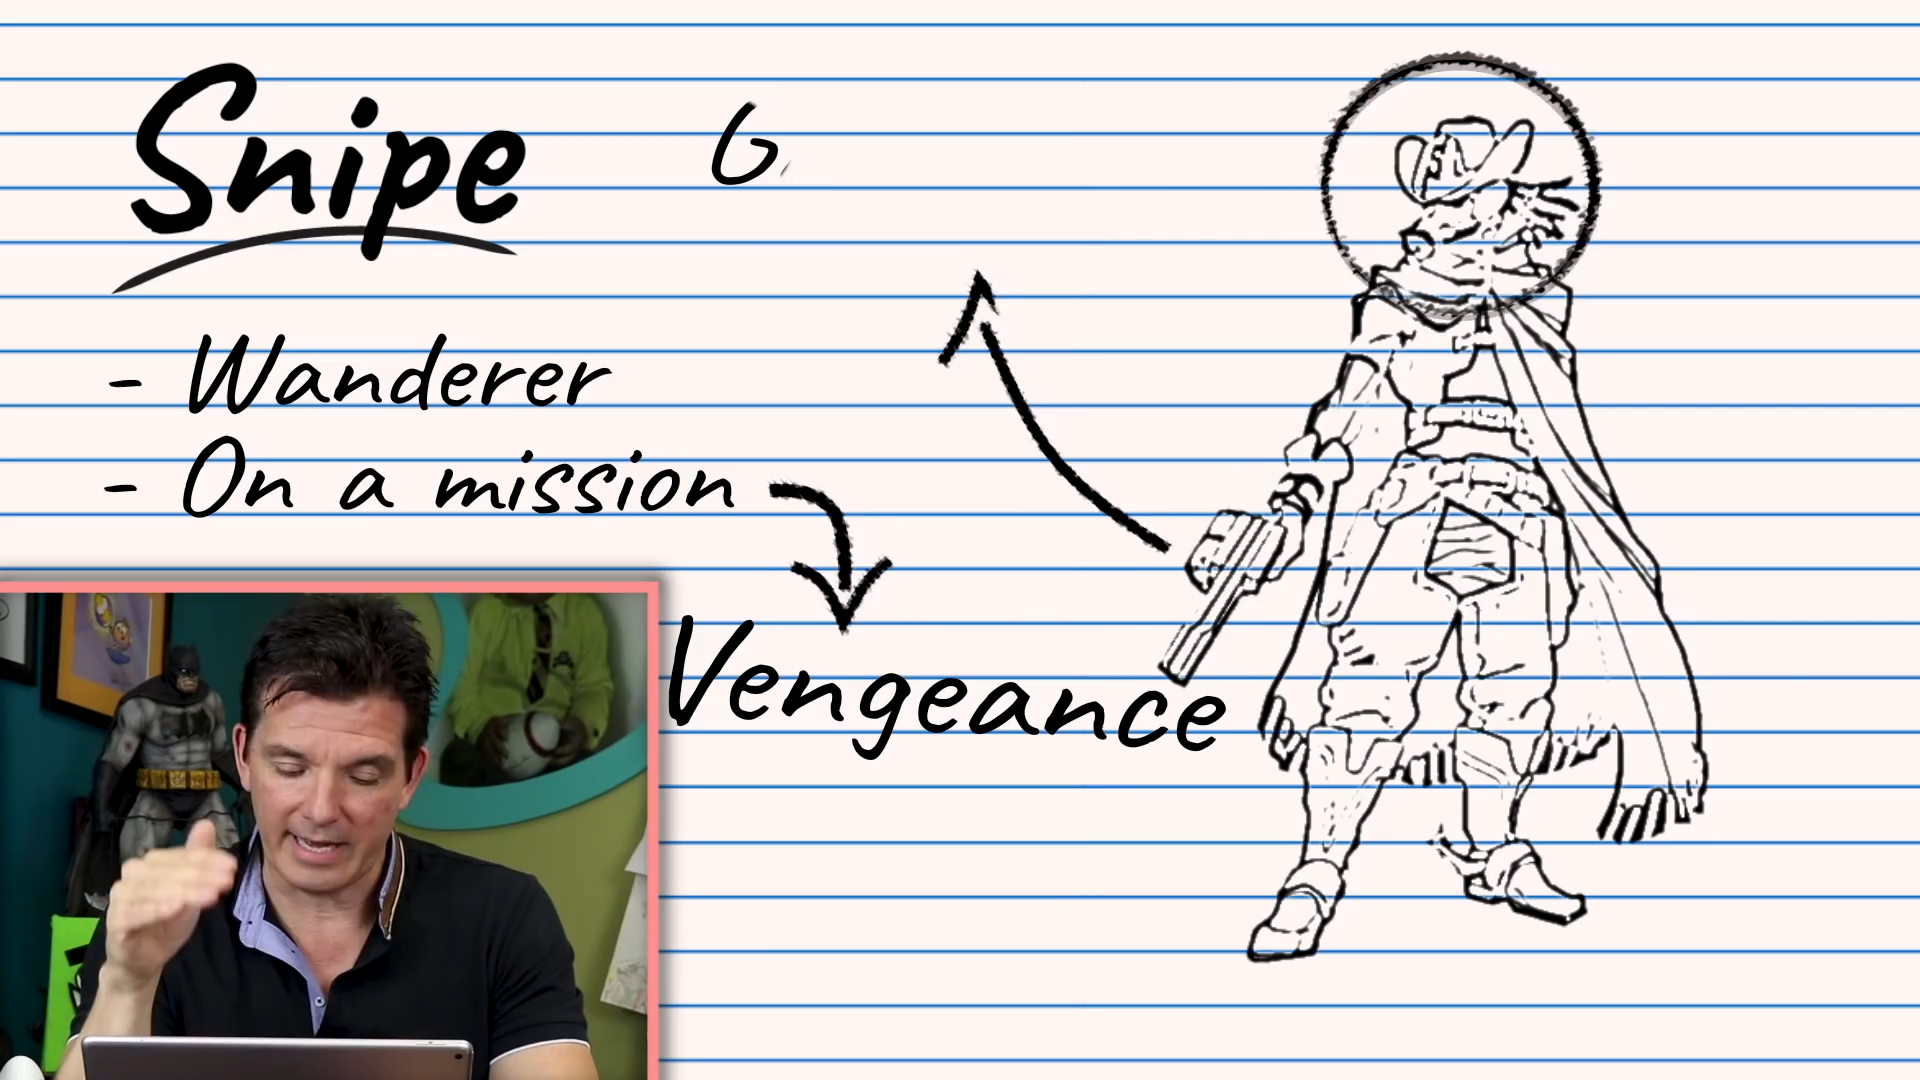 Snipe
G
- Wanderer
- On a mission
Vengeance